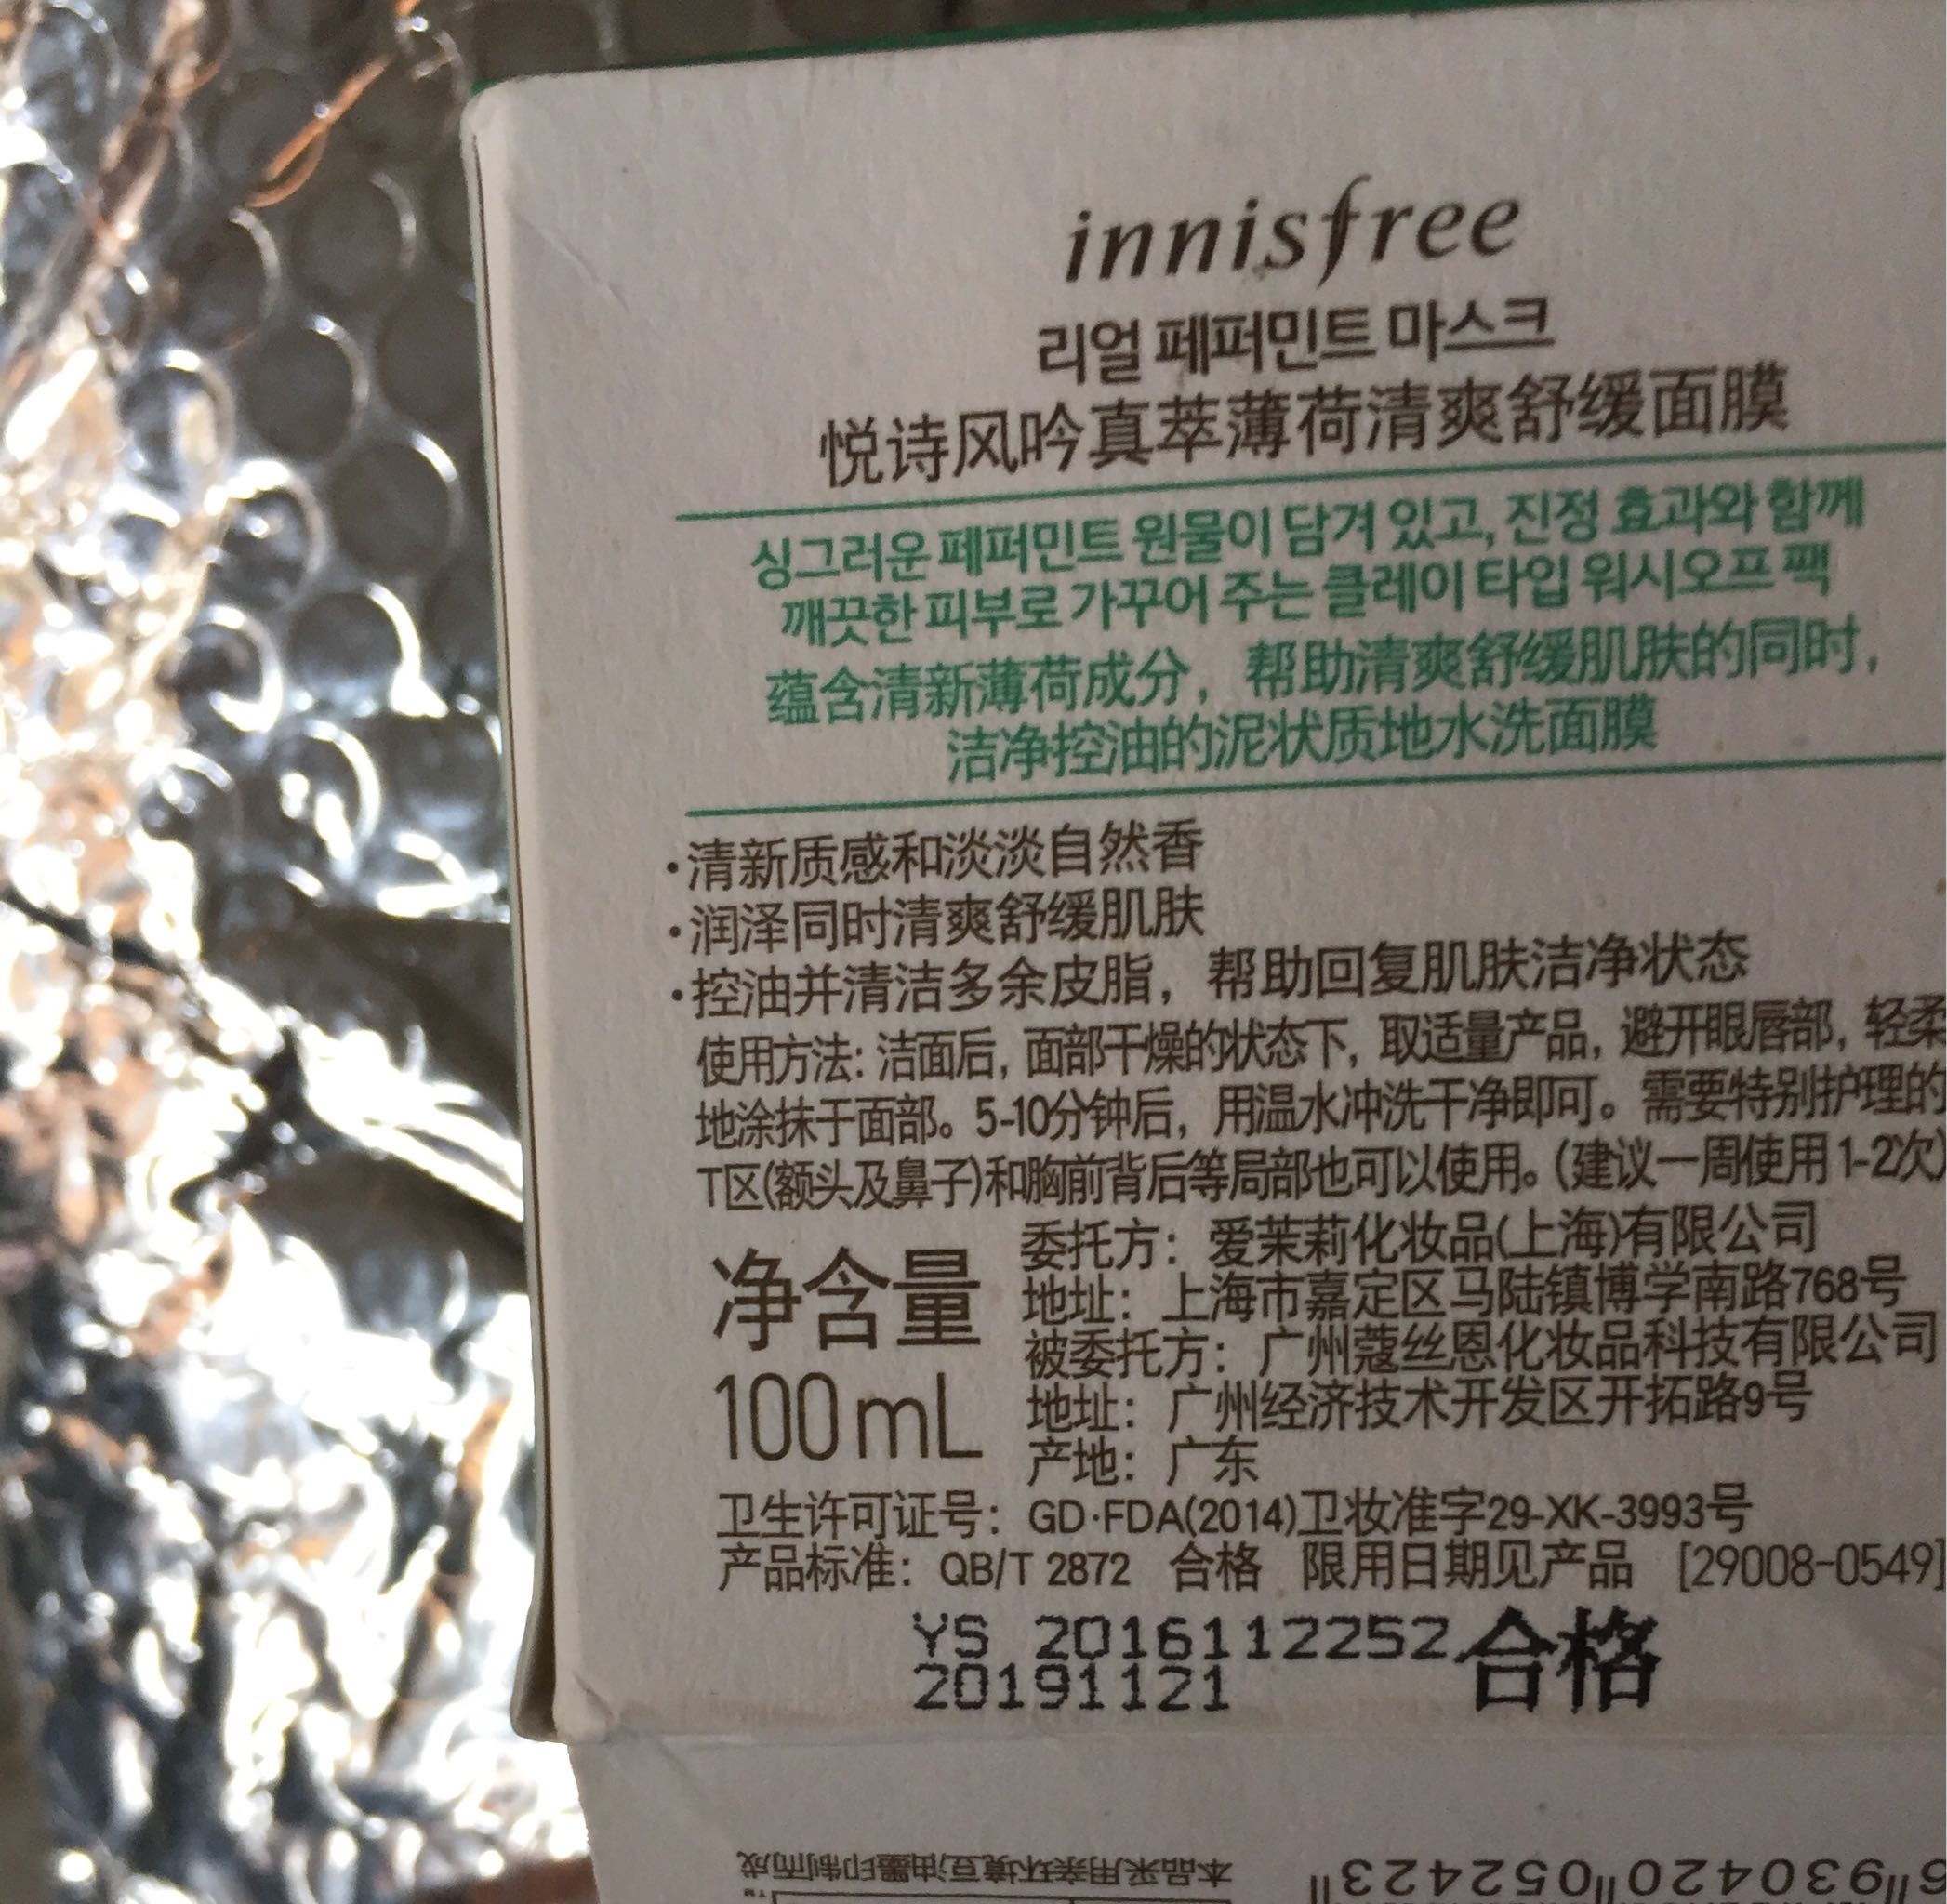 innisfree
리얼 페퍼민트 마스크
悦诗风吟真萃薄荷清爽舒缓面膜
싱그러운 페퍼민트 원물이 담겨 있고, 진정 효과와 함께
깨끗한 피부로 가꾸어 주는 클레이 타입 워시오프 팩
蕴含清新薄荷成分，帮助清爽舒缓肌肤的同时，
洁净控油的泥状质地水洗面膜
·清新质感和淡淡自然香
·润泽同时清爽舒缓肌肤
·控油并清洁多余皮脂，帮助回复肌肤洁净状态
使用方法: 洁面后, 面部干燥的状态下, 取适量产品, 避开眼唇部, 轻柔
地涂抹于面部。5-10分钟后，用温水冲洗干净即可。需要特别护理的
T区(额头及鼻子)和胸前背后等局部也可以使用。(建议一周使用1-2次)
净含量
100mL
委托方：爱茉莉化妆品(上海)有限公司
地址：上海市嘉定区马陆镇博学南路768号
被委托方：广州蔻丝恩化妆品科技有限公司
地址：广州经济技术开发区开拓路9号
产地：广东
卫生许可证号：GD·FDA(2014)卫妆准字29-XK-3993号
产品标准：QB/T 2872 合格 限用日期见产品 [29008-0549]
YS 2016112252 合格
20191121
本品采用亲环境豆油墨印制而成
6 930420 052423